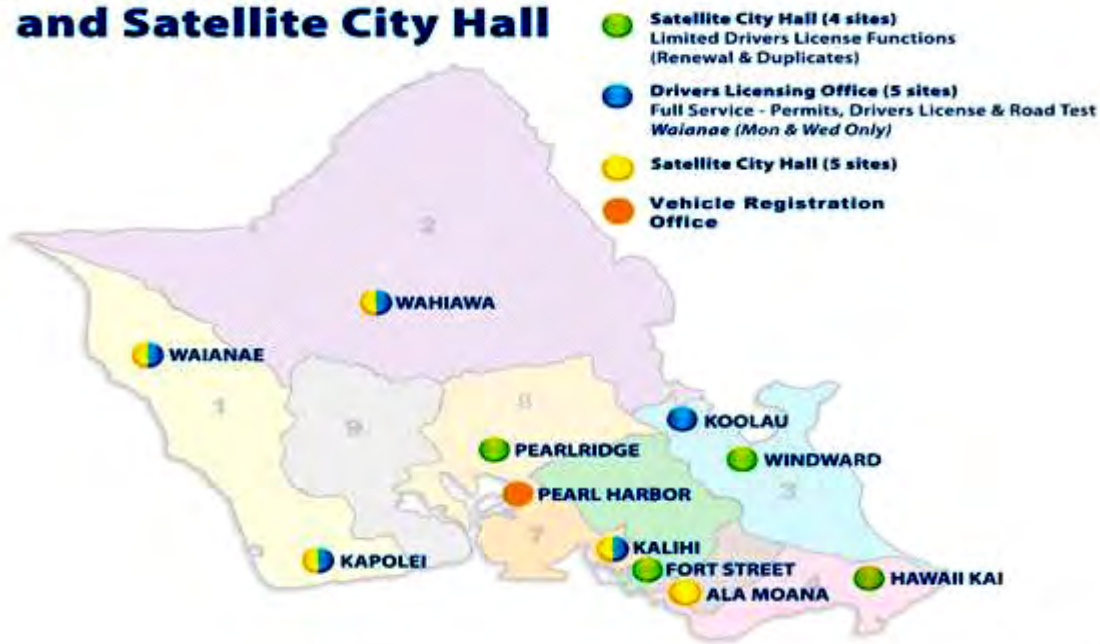 and Satellite City Hall
Satellite City Hall (4 sites)
Limited Drivers License Functions
(Renewal & Duplicates)
Drivers Licensing Office (5 sites)
Full Service - Permits, Drivers License & Road Test
Waianae (Mon & Wed Only)
Satellite City Hall (5 sites)
Vehicle Registration
Office
2
WAHIAWA
WAIANAE
1
9
8
KOOLAU
PEARLRIDGE
WINDWARD
3
PEARL HARBOR
7
KALIHI
KAPOLEI
FORT STREET
4
HAWAII KAI
ALA MOANA